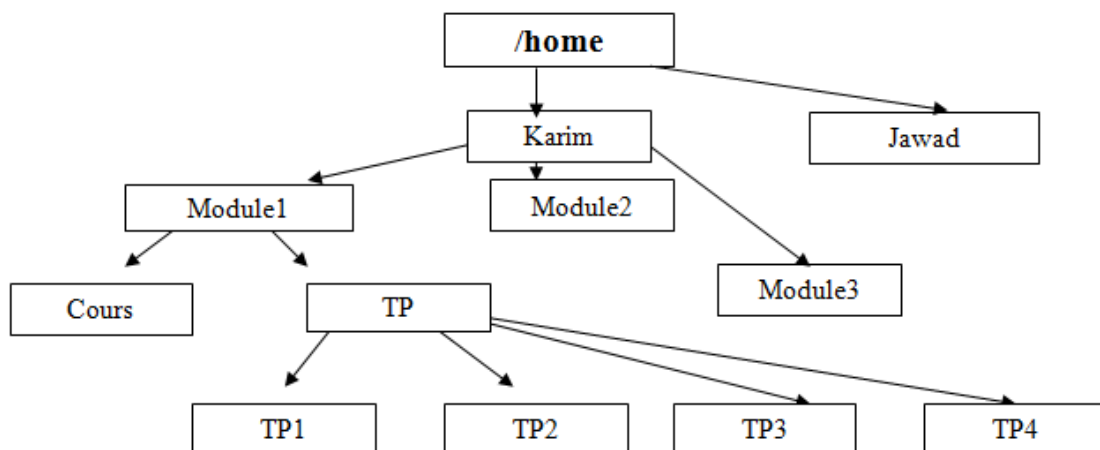 /home
Karim
Jawad
Module1
Module2
Module3
Cours
TP
TP1
TP2
TP3
TP4